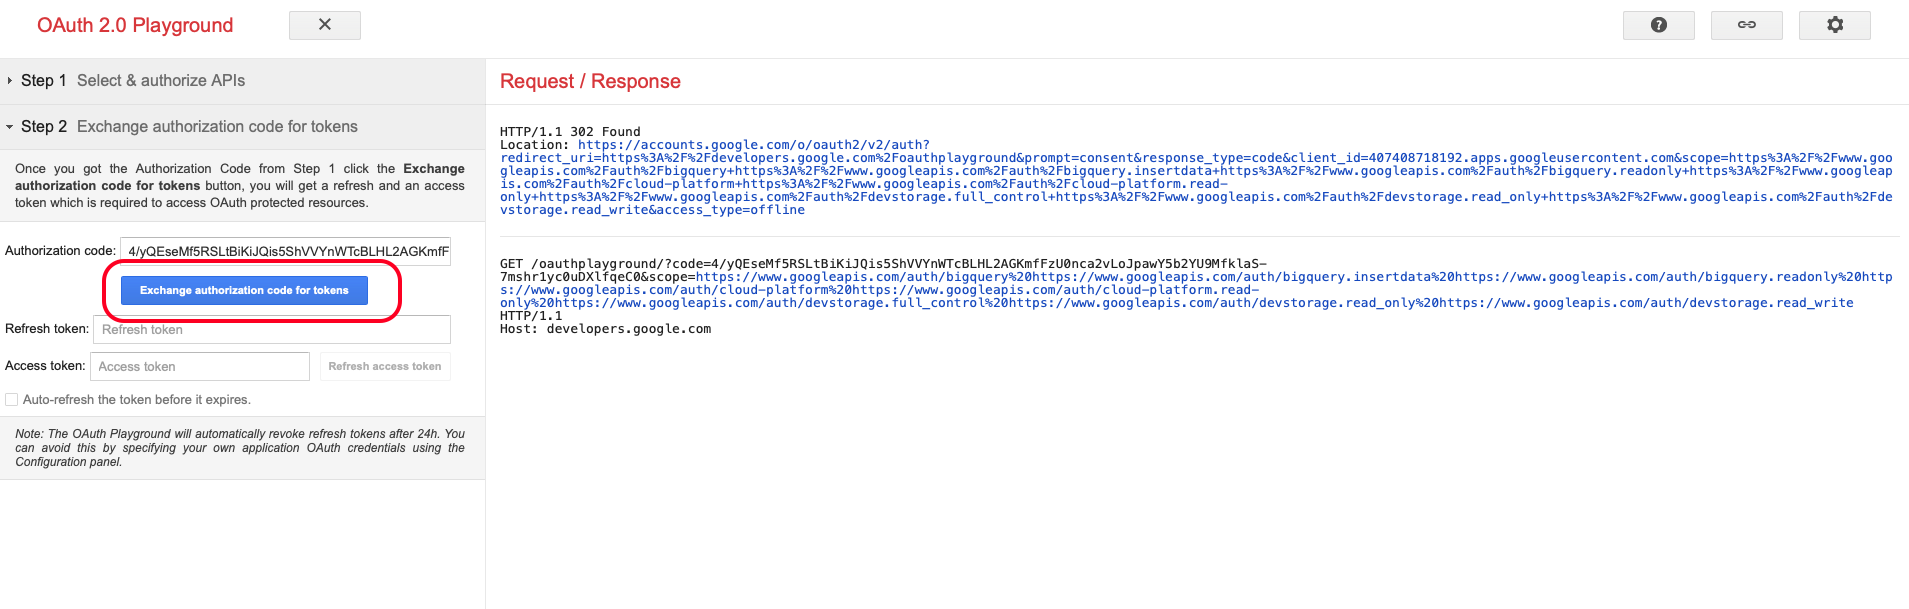 OAuth 2.0 Playground
Step 1 Select & authorize APIs
Step 2 Exchange authorization code for tokens
Once you got the Authorization Code from Step 1 click the Exchange
authorization code for tokens button, you will get a refresh and an access
token which is required to access OAuth protected resources.
Authorization code: 4/yQEseMf5RSLtBiKiJQis5ShVVYnWTcBLHL2AGKmfF
Exchange authorization code for tokens
Refresh token: Refresh token
Access token: Access token Refresh access token
Auto-refresh the token before it expires.
Note: The OAuth Playground will automatically revoke refresh tokens after 24h. You
can avoid this by specifying your own application OAuth credentials using the
Configuration panel.
Request / Response
HTTP/1.1 302 Found
Location: https://accounts.google.com/o/oauth2/v2/auth?
redirect_uri=https%3A%2F%2Fdevelopers.google.com%2Foauthplayground&prompt=consent&response_type=code&client_id=407408718192.apps.googleusercontent.com&scope=https%3A%2F%2Fwww.goo
gleapis.com%2Fauth%2Fbigquery+https%3A%2F%2Fwww.googleapis.com%2Fauth%2Fbigquery.insertdata+https%3A%2F%2Fwww.googleapis.com%2Fauth%2Fbigquery.readonly+https%3A%2F%2Fwww.googleap
is.com%2Fauth%2Fcloud-platform+https%3A%2F%2Fwww.googleapis.com%2Fauth%2Fcloud-platform.read-
only+https%3A%2F%2Fwww.googleapis.com%2Fauth%2Fdevstorage.full_control+https%3A%2F%2Fwww.googleapis.com%2Fauth%2Fdevstorage.read_only+https%3A%2F%2Fwww.googleapis.com%2Fauth%2Fde
vstorage.read_write&access_type=offline
GET /oauthplayground/?code=4/yQEseMf5RSLtBiKiJQis5ShVVYnWTcBLHL2AGKmfFzU0nca2vLoJpawY5b2YU9MfklaS-
7mshr1yc0uDXlfqeC0&scope=https://www.googleapis.com/auth/bigquery%20https://www.googleapis.com/auth/bigquery.insertdata%20https://www.googleapis.com/auth/bigquery.readonly%20http
s://www.googleapis.com/auth/cloud-platform%20https://www.googleapis.com/auth/cloud-platform.read-
only%20https://www.googleapis.com/auth/devstorage.full_control%20https://www.googleapis.com/auth/devstorage.read_only%20https://www.googleapis.com/auth/devstorage.read_write
HTTP/1.1
Host: developers.google.com